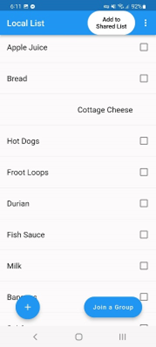 6:11
92%
Local List
Add to
Shared List
Apple Juice
Bread
Cottage Cheese
Hot Dogs
Froot Loops
Durian
Fish Sauce
Milk
+
Join a Group